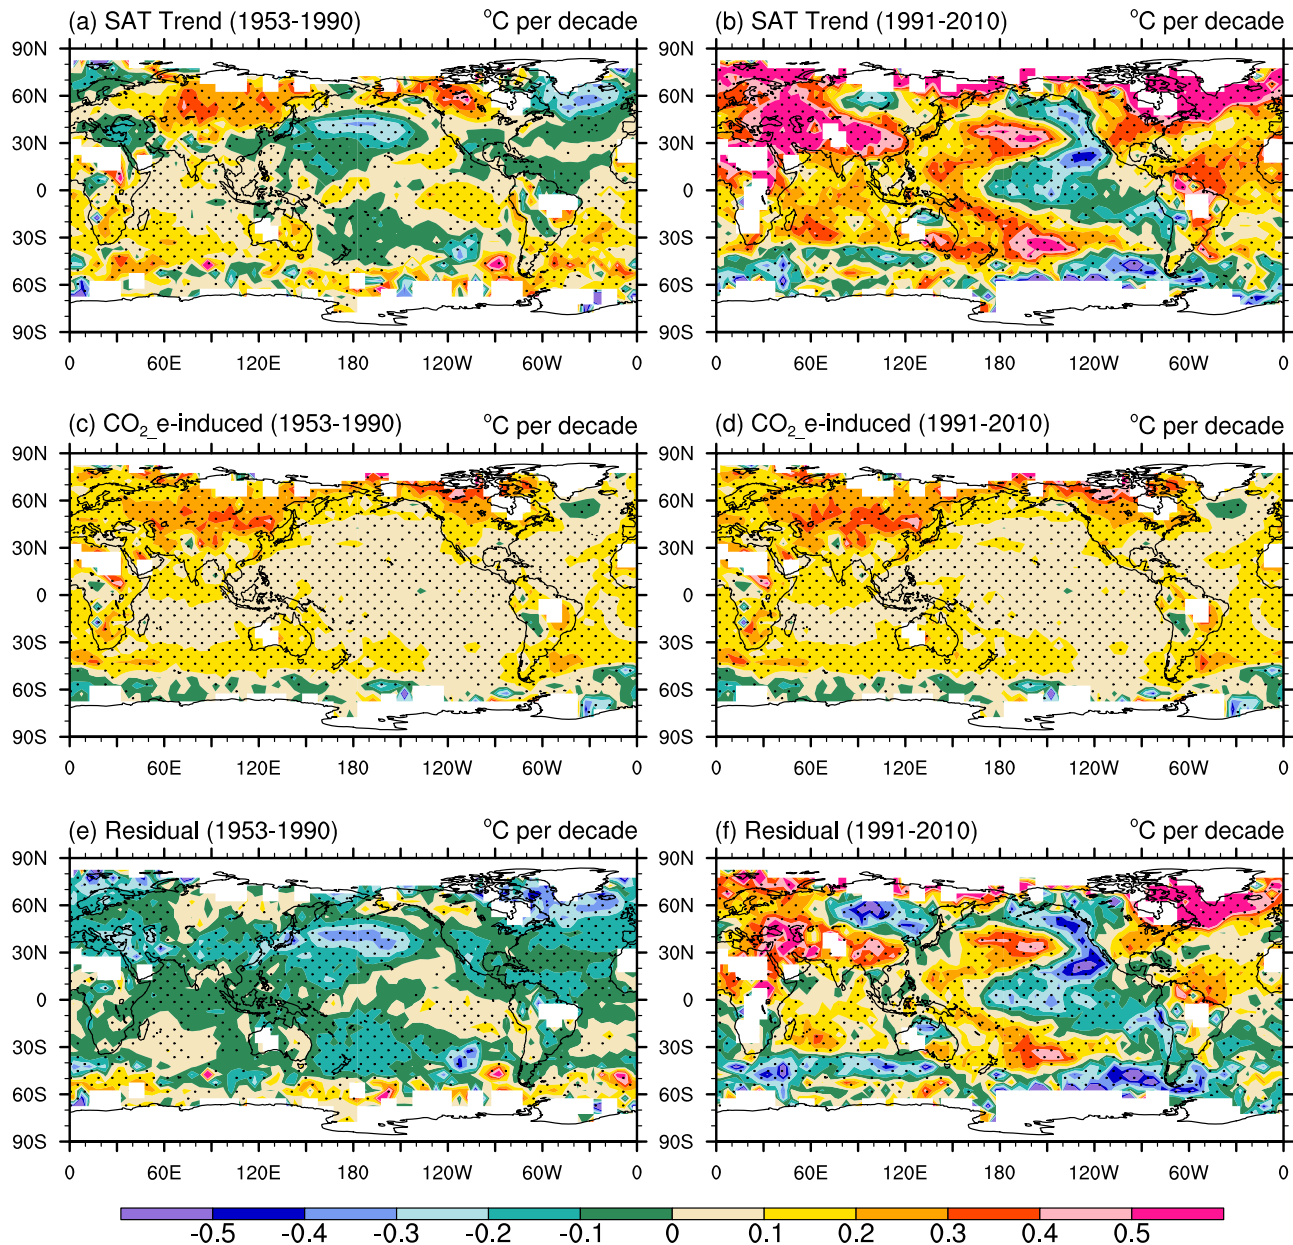 (a) SAT Trend (1953-1990) °C per decade (b) SAT Trend (1991-2010) °C per decade
90N 90N
60N 60N
30N 30N
0 0
30S 30S
60S 60S
90S 90S
0 60E 120E 180 120W 60W 0 0 60E 120E 180 120W 60W 0
(c) CO2_e-induced (1953-1990) °C per decade (d) CO2_e-induced (1991-2010) °C per decade
90N 90N
60N 60N
30N 30N
0 0
30S 30S
60S 60S
90S 90S
0 60E 120E 180 120W 60W 0 0 60E 120E 180 120W 60W 0
(e) Residual (1953-1990) °C per decade (f) Residual (1991-2010) °C per decade
90N 90N
60N 60N
30N 30N
0 0
30S 30S
60S 60S
90S 90S
0 60E 120E 180 120W 60W 0 0 60E 120E 180 120W 60W 0
-0.5 -0.4 -0.3 -0.2 -0.1 0 0.1 0.2 0.3 0.4 0.5